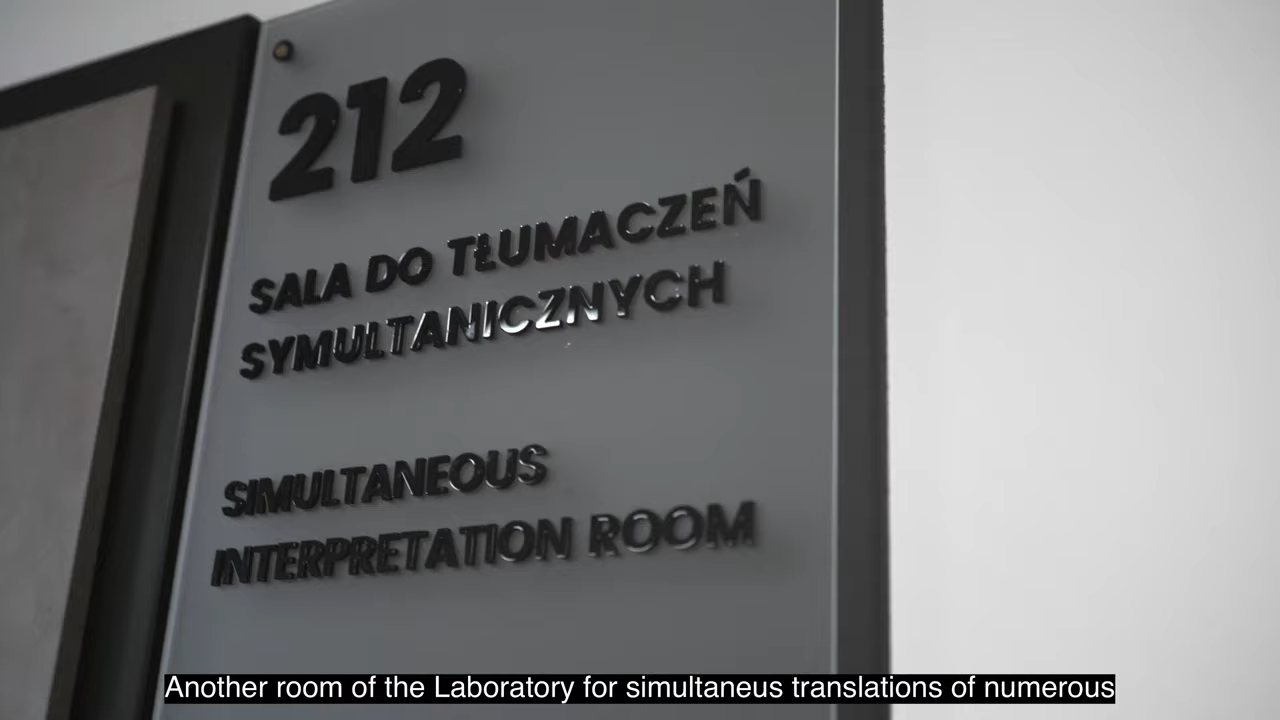 212
SALA DO TŁUMACZEŃ
SYMULTANICZNYCH
SIMULTANEOUS
INTERPRETATION ROOM
Another room of the Laboratory for simultaneus translations of numerous